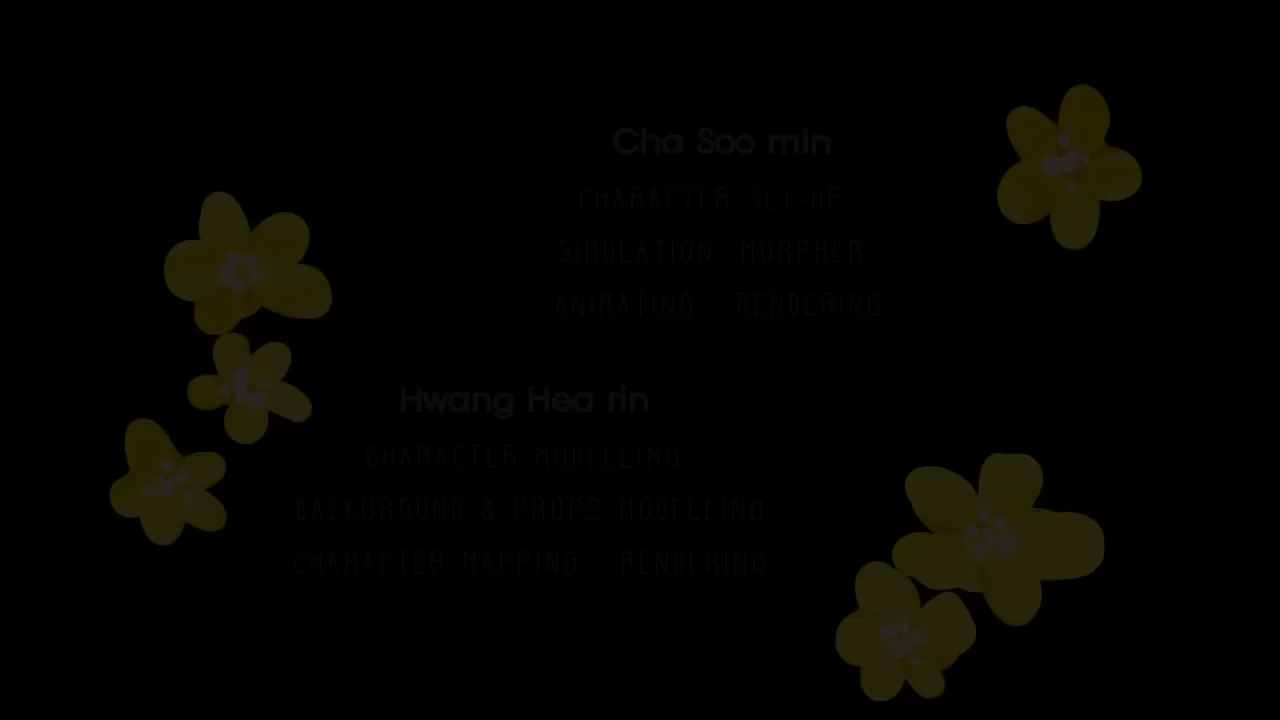 Cha Soo min
CHARACTER SET-UP
SIMULATION MORPHER
ANIMATING RENDERING
Hwang Hea rin
CHARACTER MODELLING
BACKGROUND & PROPS MODELLING
CHARACTER MAPPING RENDERING